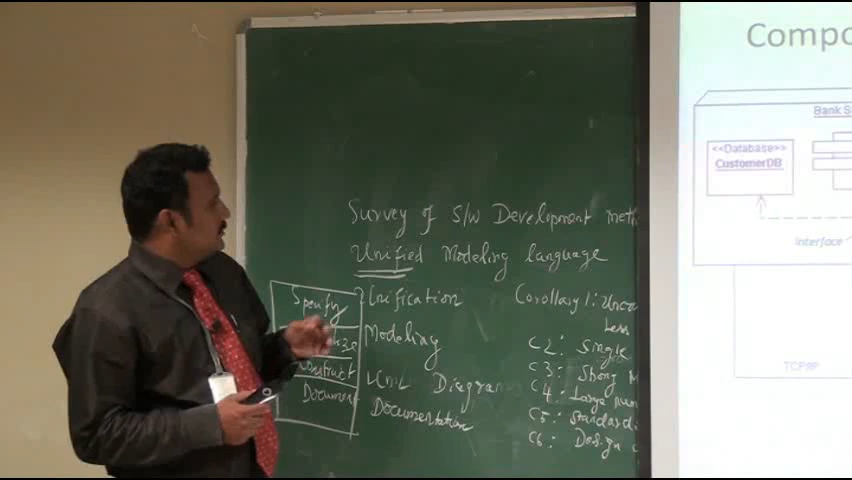 Survey of S/W Development meth
Unified Modeling language
Specify
Unification
Corollary 1:
Less
Modeling
C2: Single
Construct
C3: Strong M
UML Diagram
C4: Large num
Document
Documentation
C5: Standard
C6: Design
Compo
Bank S
<<Database>>
CustomerDB
Interface
TCP/IP